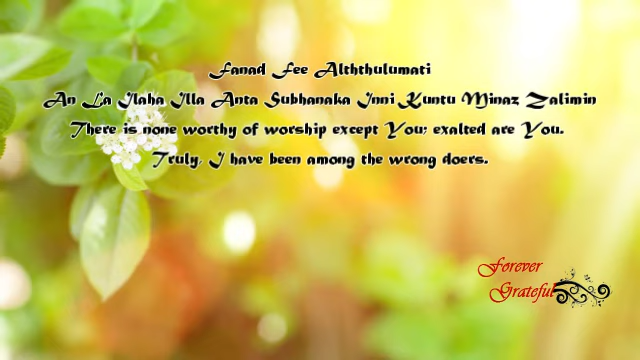 Fanad Fee Alththulumati
An La Ilaha Illa Anta Subhanaka Inni Kuntu Minaz Zalimin
There is none worthy of worship except You; exalted are You.
Truly, I have been among the wrong doers.
Forever
Grateful